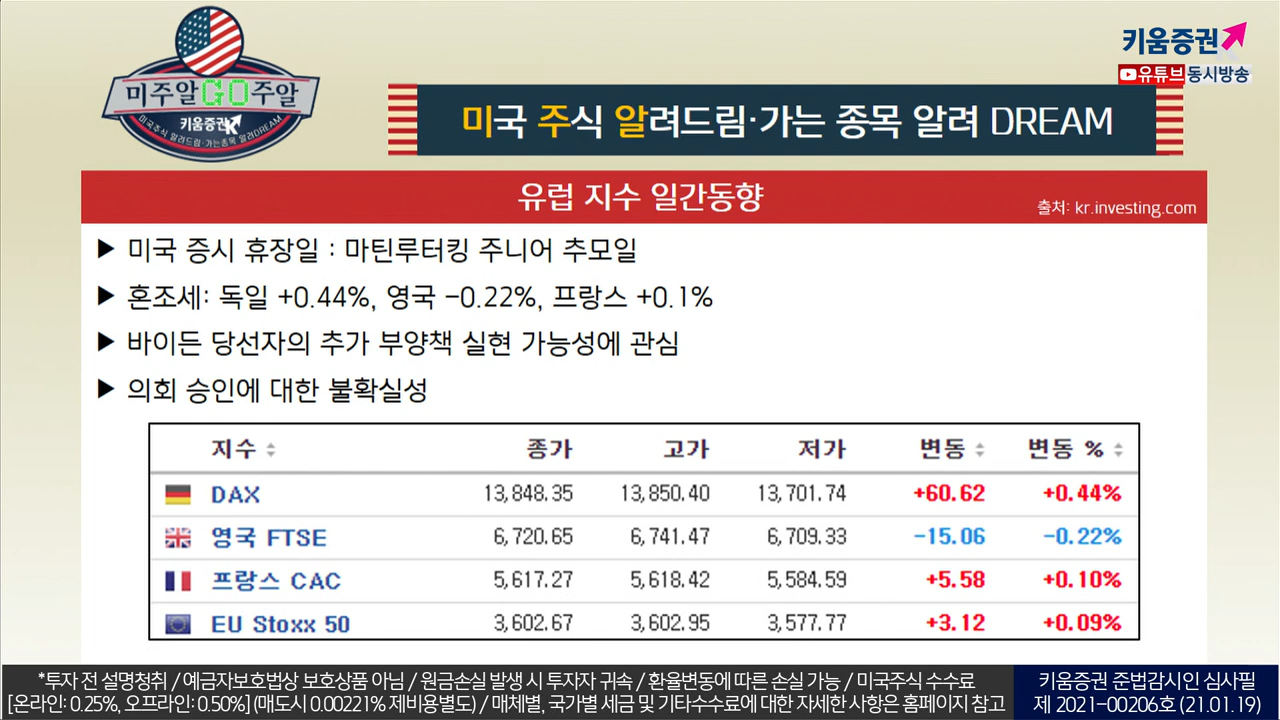 미주알GO주알
키움증권
미국주식 알려드림·가는종목 알려DREAM
키움증권
유튜브동시방송
미국 주식 알려드림·가는 종목 알려 DREAM
유럽 지수 일간동향
출처: kr.investing.com
▶ 미국 증시 휴장일 : 마틴루터킹 주니어 추모일
▶ 혼조세: 독일 +0.44%, 영국 -0.22%, 프랑스 +0.1%
▶ 바이든 당선자의 추가 부양책 실현 가능성에 관심
▶ 의회 승인에 대한 불확실성
지수 종가 고가 저가 변동 변동 %
DAX 13,848.35 13,850.40 13,701.74 +60.62 +0.44%
영국 FTSE 6,720.65 6,741.47 6,709.33 -15.06 -0.22%
프랑스 CAC 5,617.27 5,618.42 5,584.59 +5.58 +0.10%
EU Stoxx 50 3,602.67 3,602.95 3,577.77 +3.12 +0.09%
*투자 전 설명청취 / 예금자보호법상 보호상품 아님 / 원금손실 발생 시 투자자 귀속 / 환율변동에 따른 손실 가능 / 미국주식 수수료
[온라인: 0.25%, 오프라인: 0.50%] (매도시 0.00221% 제비용별도) / 매체별, 국가별 세금 및 기타수수료에 대한 자세한 사항은 홈페이지 참고
키움증권 준법감시인 심사필
제 2021-00206호 (21.01.19)